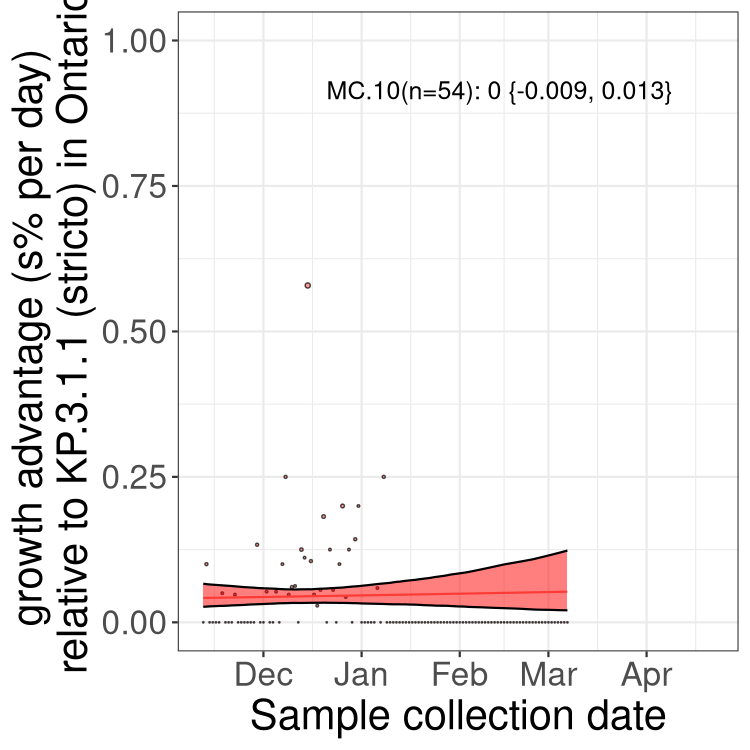 growth advantage (s% per day)
relative to KP.3.1.1 (stricto) in Ontario
1.00
0.75
0.50
0.25
0.00
MC.10(n=54): 0 {-0.009, 0.013}
Dec Jan Feb Mar Apr
Sample collection date